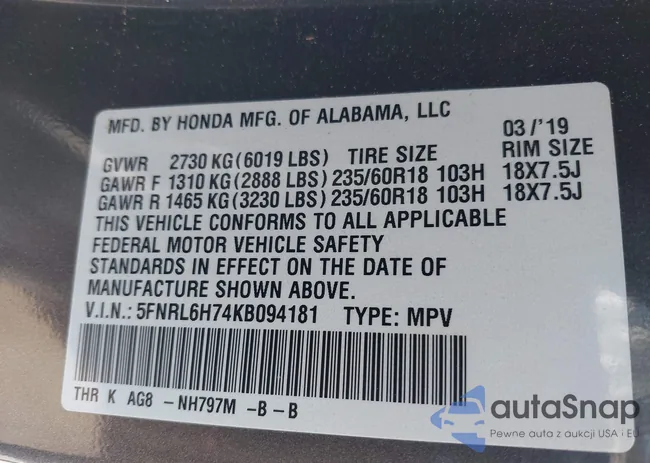 MFD. BY HONDA MFG. OF ALABAMA, LLC 03/'19
GVWR 2730 KG (6019 LBS) TIRE SIZE RIM SIZE
GAWR F 1310 KG (2888 LBS) 235/60R18 103H 18X7.5J
GAWR R 1465 KG (3230 LBS) 235/60R18 103H 18X7.5J
THIS VEHICLE CONFORMS TO ALL APPLICABLE
FEDERAL MOTOR VEHICLE SAFETY
STANDARDS IN EFFECT ON THE DATE OF
MANUFACTURE SHOWN ABOVE.
V.I.N.: 5FNRL6H74KB094181 TYPE: MPV
THR K AG8 -NH797M -B-B
autaSnap
Pewne auta z aukcji USA i EU